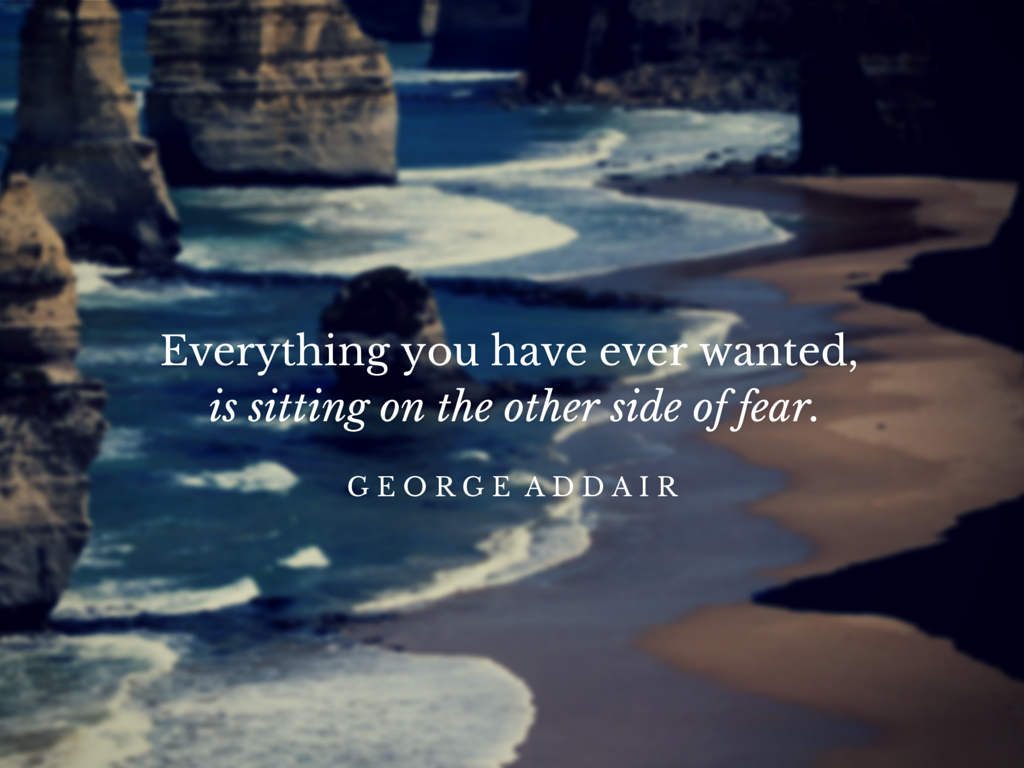 Everything you have ever wanted,
is sitting on the other side of fear.
GEORGE ADDAIR